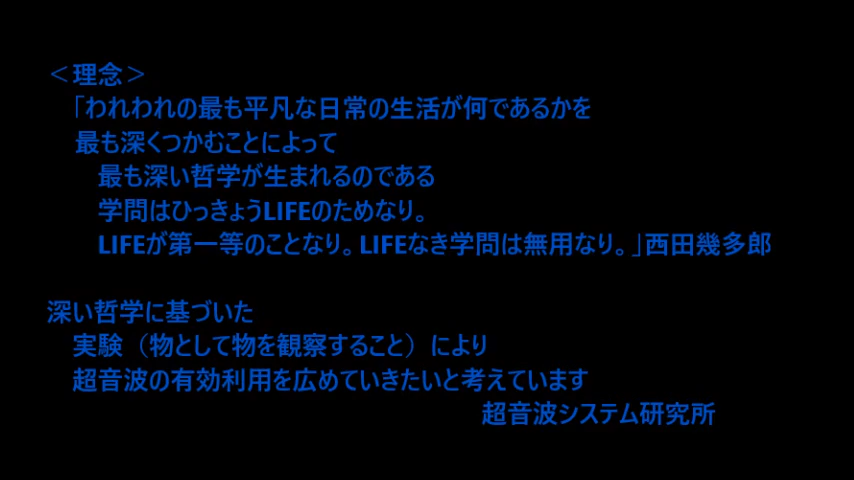 ＜理念＞
「われわれの最も平凡な日常の生活が何であるかを
最も深くつかむことによって
最も深い哲学が生まれるのである
学問はひっきょうLIFEのためなり。
LIFEが第一等のことなり。LIFEなき学問は無用なり。」西田幾多郎
深い哲学に基づいた
実験（物として物を観察すること）により
超音波の有効利用を広めていきたいと考えています
超音波システム研究所